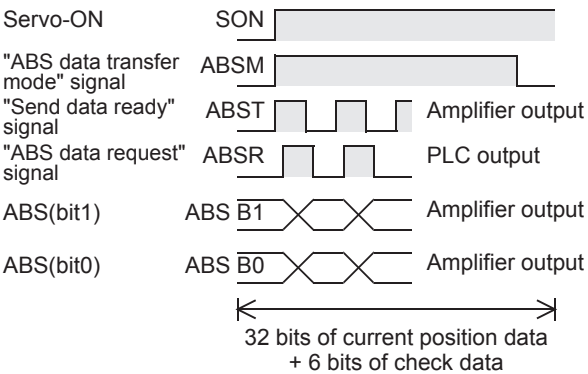 Servo-ON SON
"ABS data transfer
mode" signal ABSM
"Send data ready"
signal ABST Amplifier output
"ABS data request"
signal ABSR PLC output
ABS(bit1) ABS B1 Amplifier output
ABS(bit0) ABS B0 Amplifier output
32 bits of current position data
+ 6 bits of check data